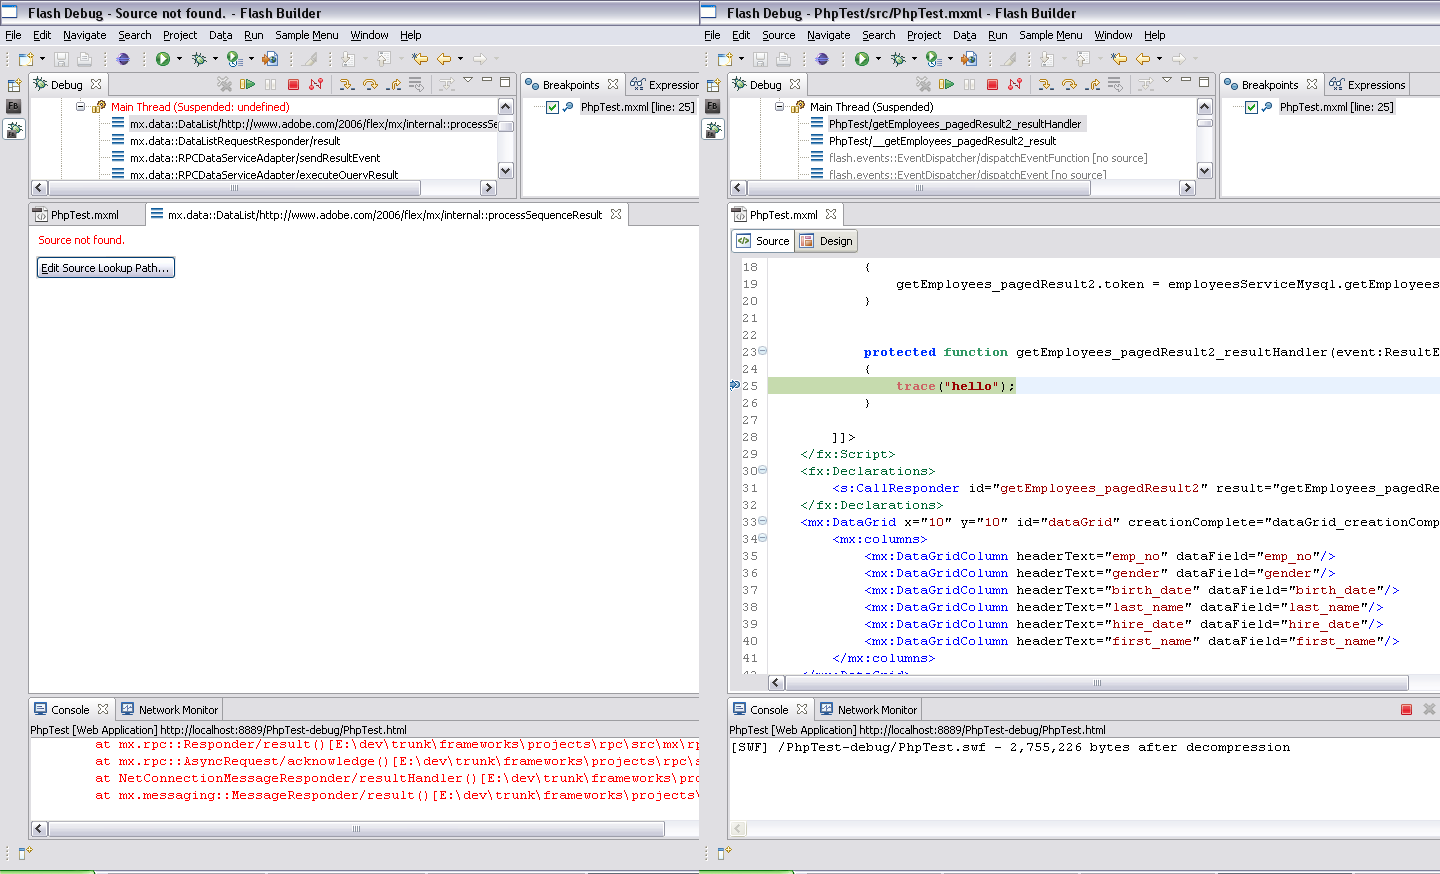 Flash Debug - Source not found. - Flash Builder
File Edit Navigate Search Project Data Run Sample Menu Window Help
Debug
Breakpoints
Expression
Main Thread (Suspended: undefined)
mx.data::DataList/http://www.adobe.com/2006/flex/mx/internal::processSe
mx.data::DataListRequestResponder/result
mx.data::RPCDataServiceAdapter/sendResultEvent
mx.data::RPCDataServiceAdapter/executeQueryResult
PhpTest.mxml [line: 25]
PhpTest.mxml
mx.data::DataList/http://www.adobe.com/2006/flex/mx/internal::processSequenceResult
Source not found.
Edit Source Lookup Path...
Console
Network Monitor
PhpTest [Web Application] http://localhost:8889/PhpTest-debug/PhpTest.html
at mx.rpc::Responder/result()[E:\dev\trunk\frameworks\projects\rpc\src\mx\rp
at mx.rpc::AsyncRequest/acknowledge()[E:\dev\trunk\frameworks\projects\rpc\s
at NetConnectionMessageResponder/resultHandler()[E:\dev\trunk\frameworks\pro
at mx.messaging::MessageResponder/result()[E:\dev\trunk\frameworks\projects\
Flash Debug - PhpTest/src/PhpTest.mxml - Flash Builder
File Edit Source Navigate Search Project Data Run Sample Menu Window Help
Debug
Breakpoints
Expressions
Main Thread (Suspended)
PhpTest/getEmployees_pagedResult2_resultHandler
PhpTest/__getEmployees_pagedResult2_result
flash.events::EventDispatcher/dispatchEventFunction [no source]
flash.events::EventDispatcher/dispatchEvent [no source]
PhpTest.mxml [line: 25]
PhpTest.mxml
Source Design
18 {
19 getEmployees_pagedResult2.token = employeesServiceMysql.getEmployees
20 }
21
22
23 protected function getEmployees_pagedResult2_resultHandler(event:ResultE
24 {
25 trace("hello");
26 }
27
28 ]]>
29 </fx:Script>
30 <fx:Declarations>
31 <s:CallResponder id="getEmployees_pagedResult2" result="getEmployees_pagedRe
32 </fx:Declarations>
33 <mx:DataGrid x="10" y="10" id="dataGrid" creationComplete="dataGrid_creationComp
34 <mx:columns>
35 <mx:DataGridColumn headerText="emp_no" dataField="emp_no"/>
36 <mx:DataGridColumn headerText="gender" dataField="gender"/>
37 <mx:DataGridColumn headerText="birth_date" dataField="birth_date"/>
38 <mx:DataGridColumn headerText="last_name" dataField="last_name"/>
39 <mx:DataGridColumn headerText="hire_date" dataField="hire_date"/>
40 <mx:DataGridColumn headerText="first_name" dataField="first_name"/>
41 </mx:columns>
42 </mx:DataGrid>
Console
Network Monitor
PhpTest [Web Application] http://localhost:8889/PhpTest-debug/PhpTest.html
[SWF] /PhpTest-debug/PhpTest.swf - 2,755,226 bytes after decompression